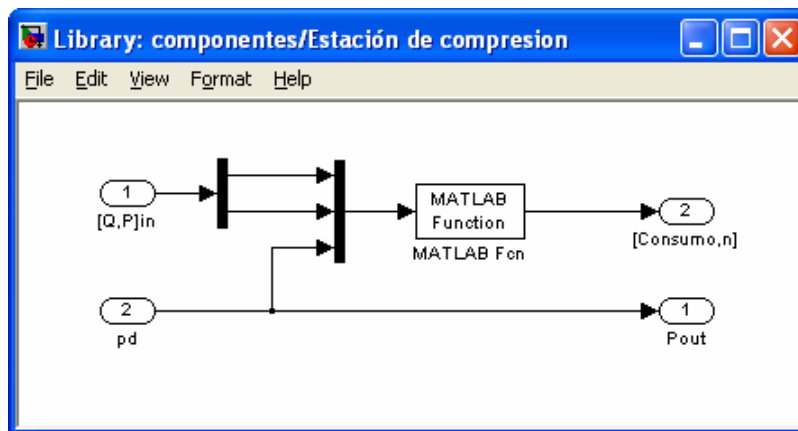 Library: componentes/Estación de compresion
File Edit View Format Help
1
[Q,P]in
MATLAB
Function
MATLAB Fcn
2
[Consumo,n]
2
pd
1
Pout